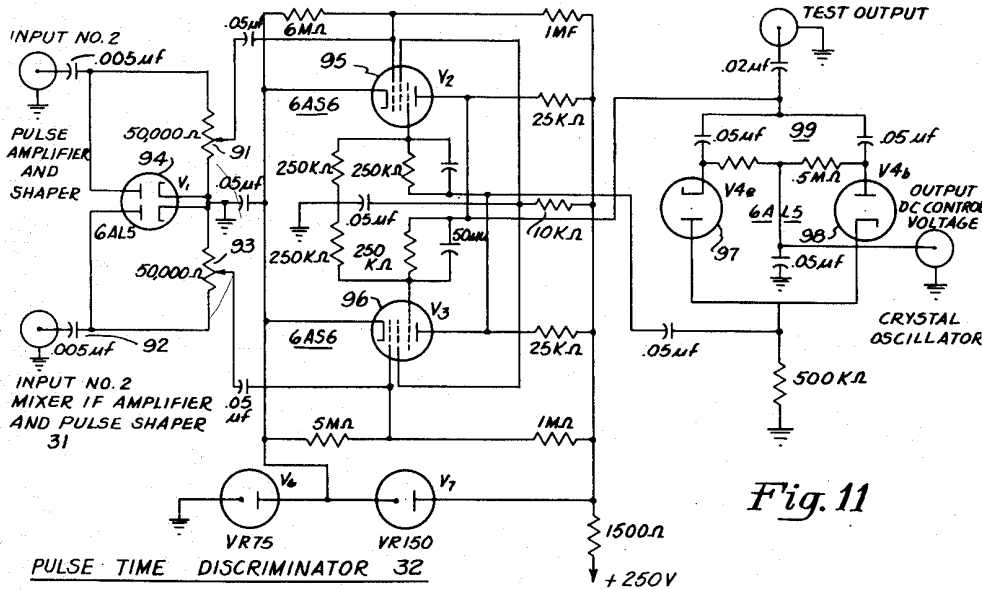 TEST OUTPUT
INPUT NO.2
.005µf
.05µf
6MΩ
1MF
.02µf
95
V2
6AS6
25KΩ
50,000Ω
91
PULSE
AMPLIFIER
AND
SHAPER
94
V1
.05µf
6AL5
250KΩ
250KΩ
.05µf
99
.05µf
.5MΩ
V4a
V4b
6AL5
97
98
OUTPUT
DC CONTROL
VOLTAGE
.05µf
10KΩ
50µµ
.05µf
93
50,000Ω
250KΩ
250
KΩ
96
V3
6AS6
25KΩ
.05µf
CRYSTAL
OSCILLATOR
.005µf
92
INPUT NO.2
MIXER IF AMPLIFIER
AND PULSE SHAPER
31
.05
µf
500KΩ
5MΩ
1MΩ
V6
V7
VR75
VR150
1500Ω
+250V
Fig. 11
PULSE TIME DISCRIMINATOR 32